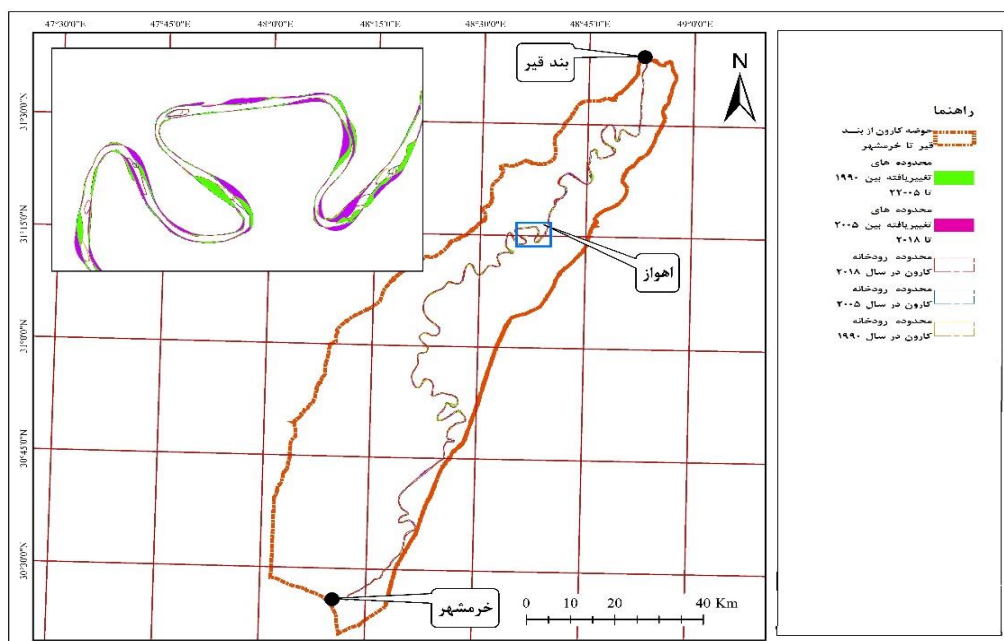 47°30'0"E 47°45'0"E 48°0'0"E 48°15'0"E 48°30'0"E 48°45'0"E 49°0'0"E
31°30'0"N
31°15'0"N
31°0'0"N
30°45'0"N
30°30'0"N
بند قیر
N
اهواز
خرمشهر
0 10 20 40 Km
راهنما
حوضه کارون از بند
قیر تا خرمشهر
محدوده های
تغییریافته بین ۱۹۹۰
تا ۲۲-۰۵
محدوده های
تغییریافته بین ۲۰۰۵
تا ۲۰۱۸
محدوده رودخانه
کارون در سال ۲۰۱۸
محدوده رودخانه
کارون در سال ۲۰۰۵
محدوده رودخانه
کارون در سال ۱۹۹۰